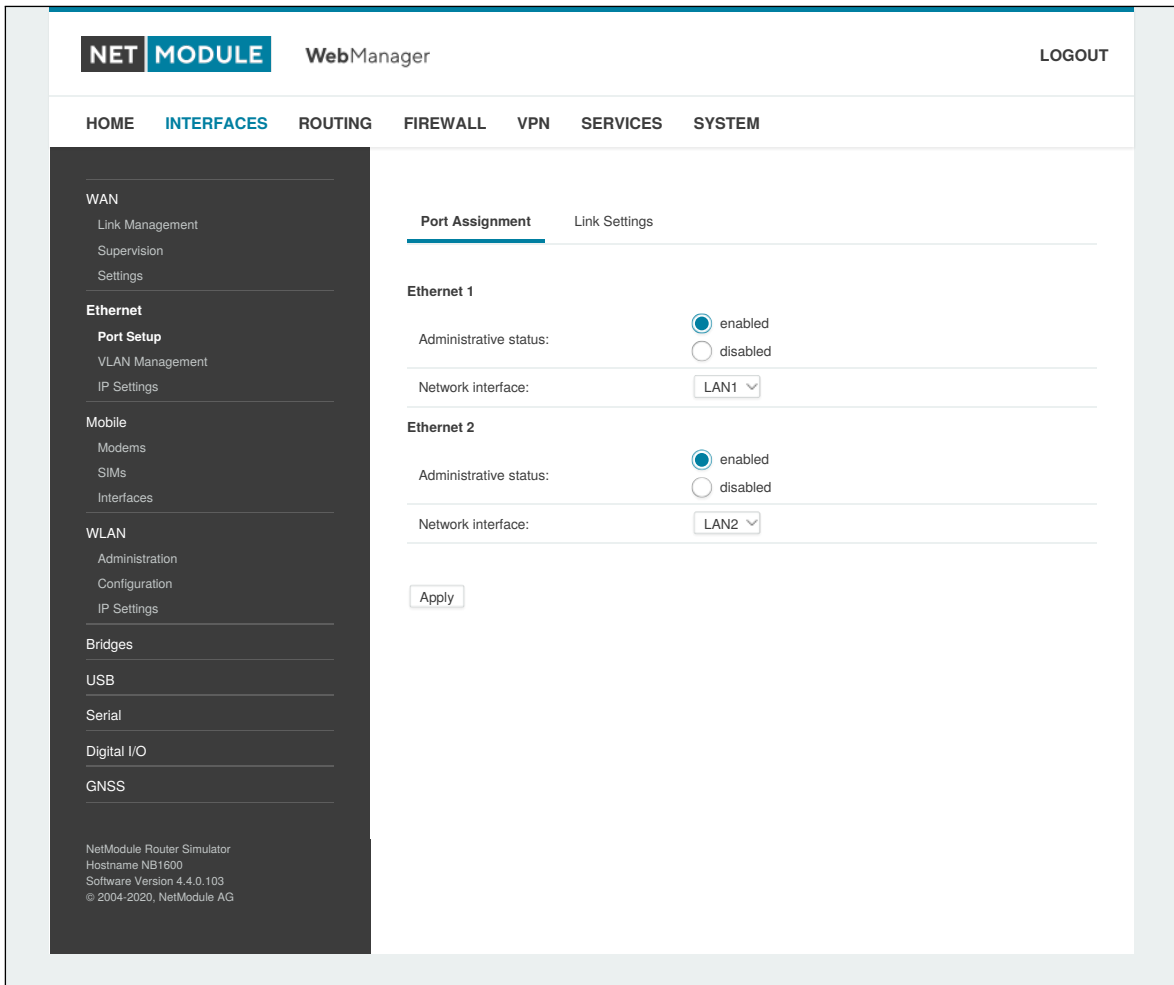 NET MODULE WebManager LOGOUT
HOME INTERFACES ROUTING FIREWALL VPN SERVICES SYSTEM
WAN
Link Management
Supervision
Settings
Ethernet
Port Setup
VLAN Management
IP Settings
Mobile
Modems
SIMs
Interfaces
WLAN
Administration
Configuration
IP Settings
Bridges
USB
Serial
Digital I/O
GNSS
NetModule Router Simulator
Hostname NB1600
Software Version 4.4.0.103
© 2004-2020, NetModule AG
Port Assignment Link Settings
Ethernet 1
Administrative status:
enabled
disabled
Network interface: LAN1
Ethernet 2
Administrative status:
enabled
disabled
Network interface: LAN2
Apply